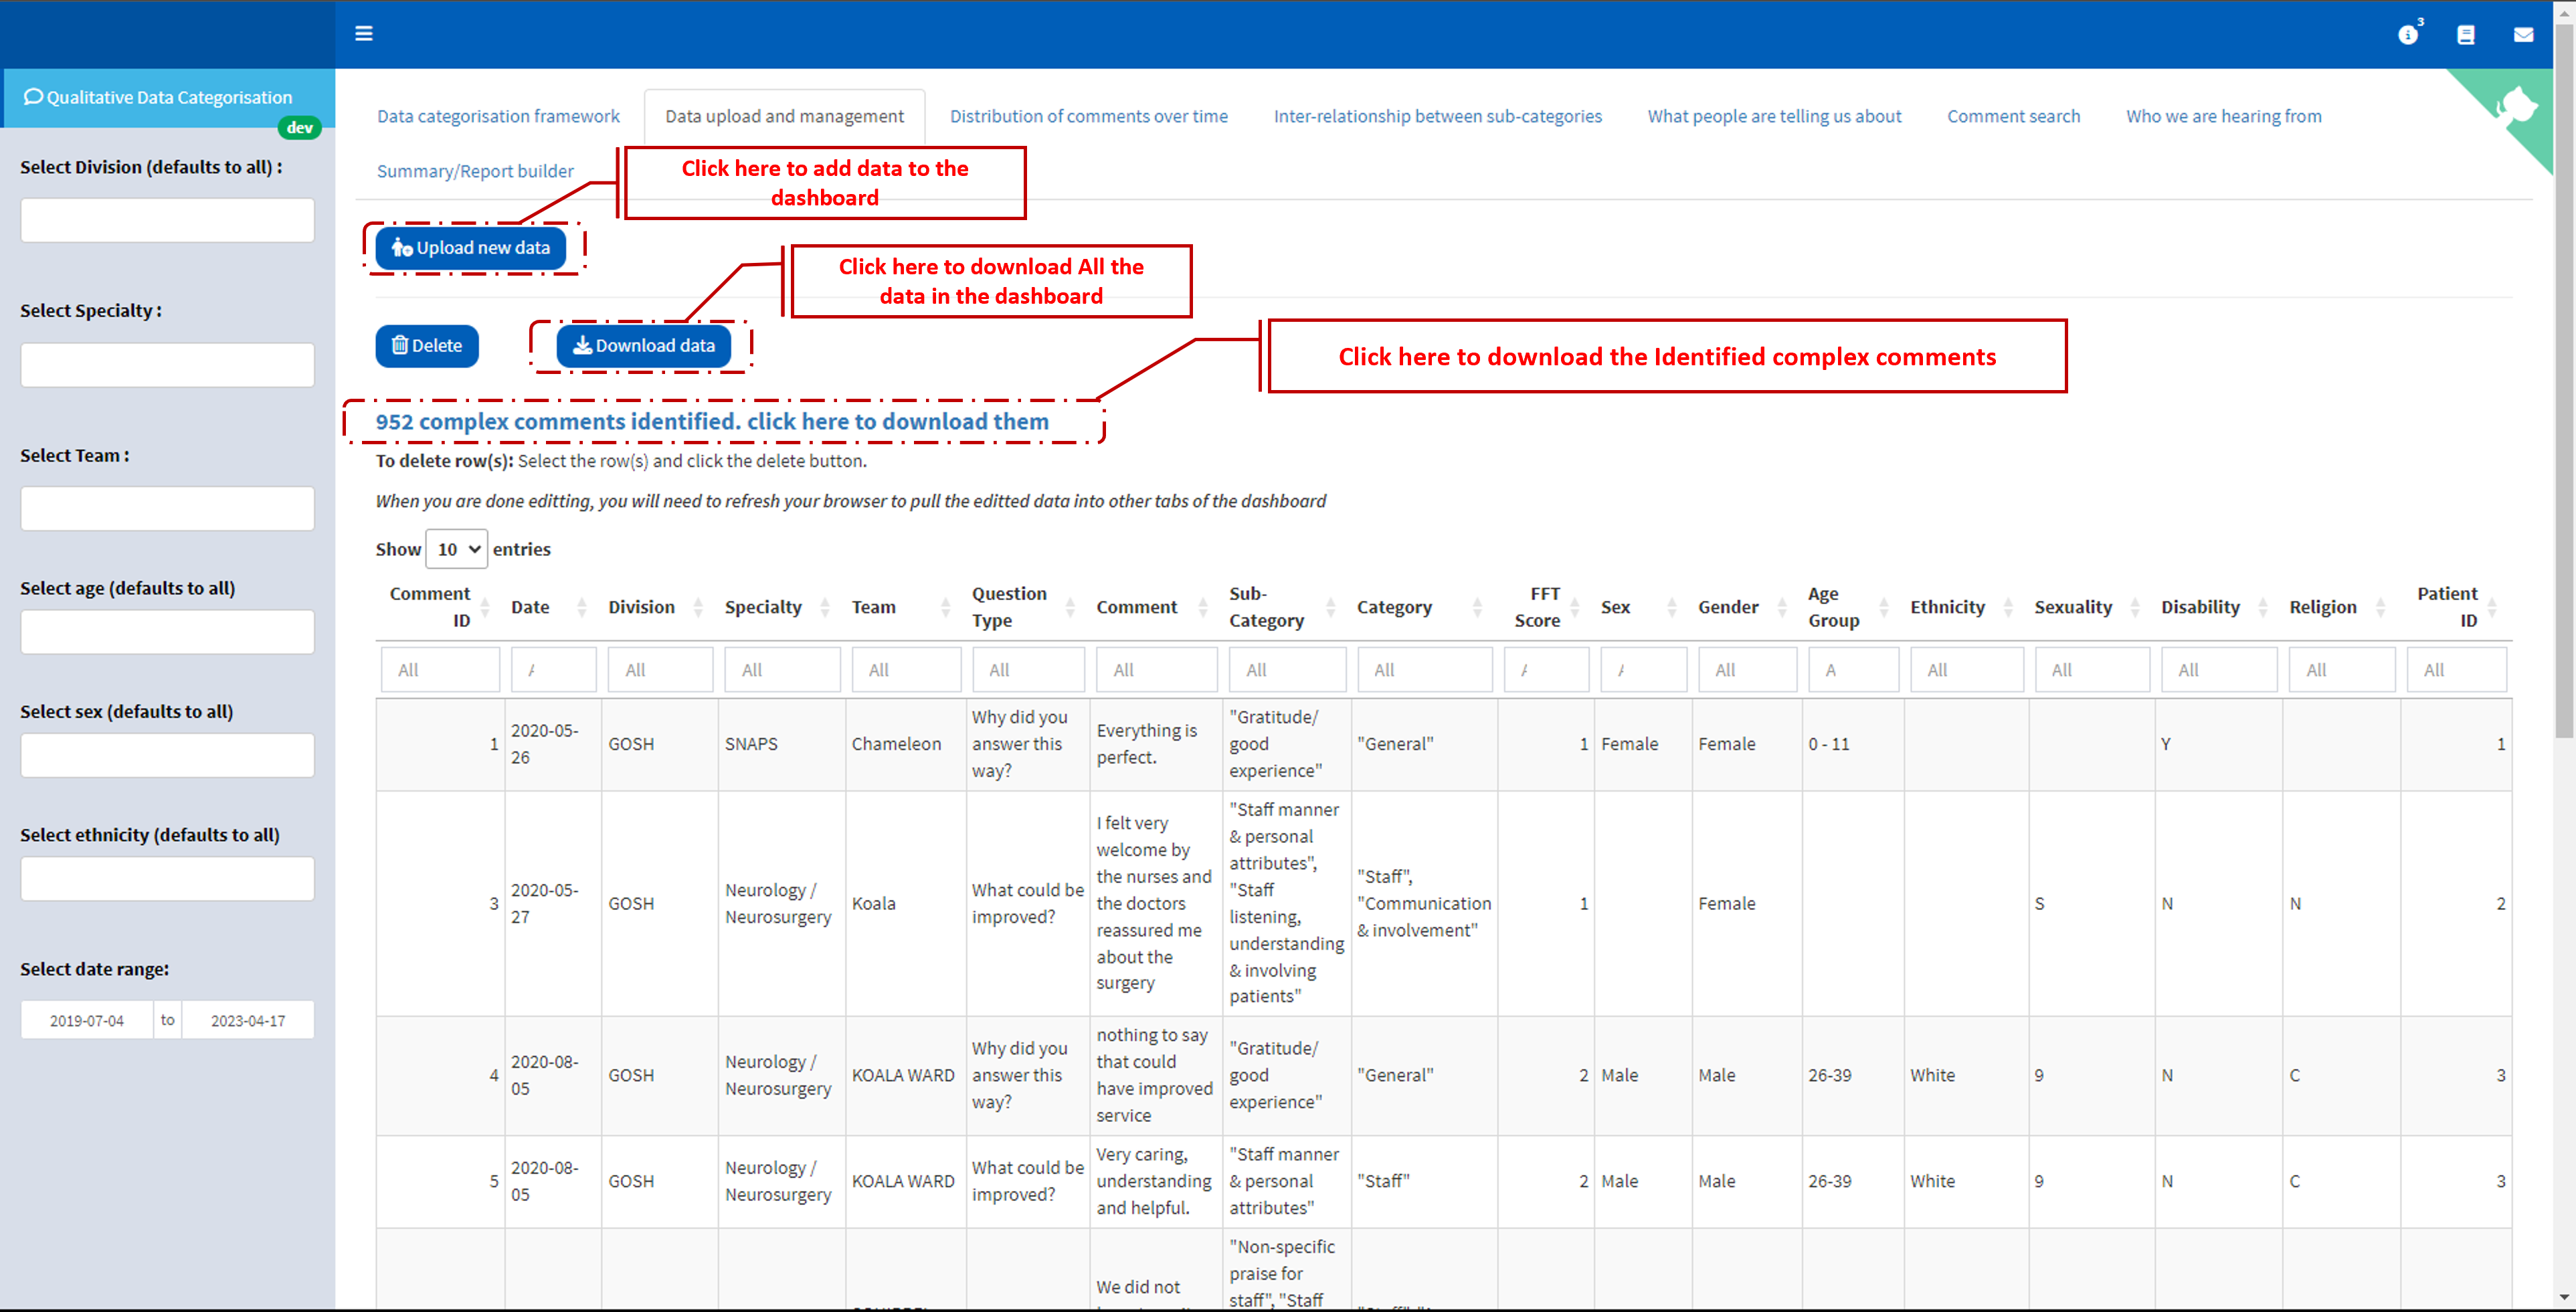 3
Qualitative Data Categorisation
dev
Data categorisation framework Data upload and management Distribution of comments over time Inter-relationship between sub-categories What people are telling us about Comment search Who we are hearing from
Summary/Report builder
Select Division (defaults to all) :
Select Specialty :
Select Team :
Select age (defaults to all)
Select sex (defaults to all)
Select ethnicity (defaults to all)
Select date range:
2019-07-04 to 2023-04-17
Click here to add data to the
dashboard
Upload new data
Click here to download All the
data in the dashboard
Delete
Download data
Click here to download the Identified complex comments
952 complex comments identified. click here to download them
To delete row(s): Select the row(s) and click the delete button.
When you are done editting, you will need to refresh your browser to pull the editted data into other tabs of the dashboard
Show 10 entries
Comment
ID
Date
Division
Specialty
Team
Question
Type
Comment
Sub-
Category
Category
FFT
Score
Sex
Gender
Age
Group
Ethnicity
Sexuality
Disability
Religion
Patient
ID
All All All All All All All All All A All All All All All
1
2020-05-
26
GOSH
SNAPS
Chameleon
Why did you
answer this
way?
Everything is
perfect.
"Gratitude/
good
experience"
"General"
1
Female
Female
0 - 11
Y
1
3
2020-05-
27
GOSH
Neurology /
Neurosurgery
Koala
What could be
improved?
I felt very
welcome by
the nurses and
the doctors
reassured me
about the
surgery
"Staff manner
& personal
attributes",
"Staff
listening,
understanding
& involving
patients"
"Staff",
"Communication
& involvement"
1
Female
S
N
N
2
4
2020-08-
05
GOSH
Neurology /
Neurosurgery
KOALA WARD
Why did you
answer this
way?
nothing to say
that could
have improved
service
"Gratitude/
good
experience"
"General"
2
Male
Male
26-39
White
9
N
C
3
5
2020-08-
05
GOSH
Neurology /
Neurosurgery
KOALA WARD
What could be
improved?
Very caring,
understanding
and helpful.
"Staff manner
& personal
attributes"
"Staff"
2
Male
Male
26-39
White
9
N
C
3
We did not
"Non-specific
praise for
staff", "Staff